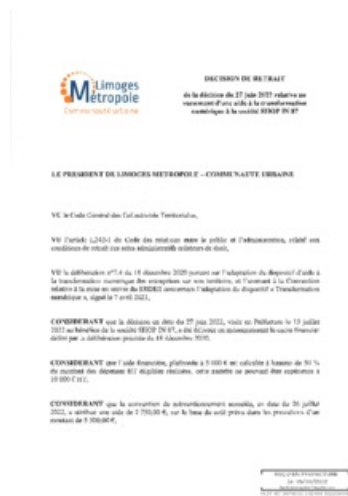 Limoges
Métropole
Communauté urbaine
DECISION DE RETRAIT
de la décision du 27 juin 2022 relative au
versement d'une aide à la transformation
numérique à la société SHOP IN 87
LE PRESIDENT DE LIMOGES METROPOLE – COMMUNAUTE URBAINE
VU le Code Général des Collectivités Territoriales,
VU l'article L242-1 du Code des relations entre le public et l'administration, relatif aux
conditions de retrait des actes administratifs créateurs de droit,
VU la délibération n°7.4 du 18 décembre 2020 portant sur l'adaptation du dispositif d'aide à
la transformation numérique des entreprises sur son territoire, et l'avenant à la Convention
relative à la mise en œuvre du SRDEII concernant l'adaptation du dispositif « Transformation
numérique », signé le 7 avril 2021,
CONSIDERANT que la décision en date du 27 juin 2022, visée en Préfecture le 13 juillet
2022 au bénéfice de la société SHOP IN 87, a été délivrée en méconnaissance du cadre financier
défini par la délibération précitée du 18 décembre 2020,
CONSIDERANT que l'aide financière, plafonnée à 5 000 € est calculée à hauteur de 50 %
du montant des dépenses HT éligibles réalisées, cette assiette ne pouvant être supérieure à
10 000 € HT,
CONSIDERANT que la convention de subventionnement annexée, en date du 26 juillet
2022, a attribué une aide de 2 750,00 €, sur la base du coût prévu dans les prestations d'un
montant de 5 500,00 €,